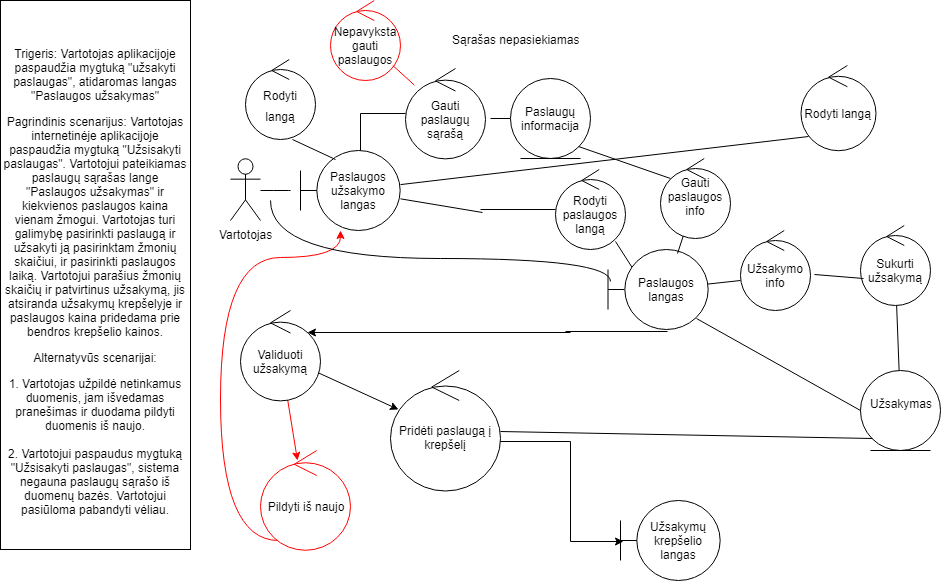 Trigeris: Vartotojas aplikacijoje
paspaudžia mygtuką "užsakyti
paslaugas", atidaromas langas
"Paslaugos užsakymas"
Pagrindinis scenarijus: Vartotojas
internetinėje aplikacijoje
paspaudžia mygtuką "Užsisakyti
paslaugas". Vartotojui pateikiamas
paslaugų sąrašas lange
"Paslaugos užsakymas" ir
kiekvienos paslaugos kaina
vienam žmogui. Vartotojas turi
galimybę pasirinkti paslaugą ir
užsakyti ją pasirinktam žmonių
skaičiui, ir pasirinkti paslaugos
laiką. Vartotojui parašius žmonių
skaičių ir patvirtinus užsakymą, jis
atsiranda užsakymų krepšelyje ir
paslaugos kaina pridedama prie
bendros krepšelio kainos.
Alternatyvūs scenarijai:
1. Vartotojas užpildė netinkamus
duomenis, jam išvedamas
pranešimas ir duodama pildyti
duomenis iš naujo.
2. Vartotojui paspaudus mygtuką
"Užsisakyti paslaugas", sistema
negauna paslaugų sąrašo iš
duomenų bazės. Vartotojui
pasiūloma pabandyti vėliau.
Nepavyksta
gauti
paslaugos
Sąrašas nepasiekiamas
Rodyti
langą
Gauti
paslaugų
sąrašą
Paslaugų
informacija
Rodyti langą
Vartotojas
Paslaugos
užsakymo
langas
Rodyti
paslaugos
langą
Gauti
paslaugos
info
Paslaugos
langas
Užsakymo
info
Sukurti
užsakymą
Validuoti
užsakymą
Pridėti paslaugą į
krepšelį
Užsakymas
Pildyti iš naujo
Užsakymų
krepšelio
langas